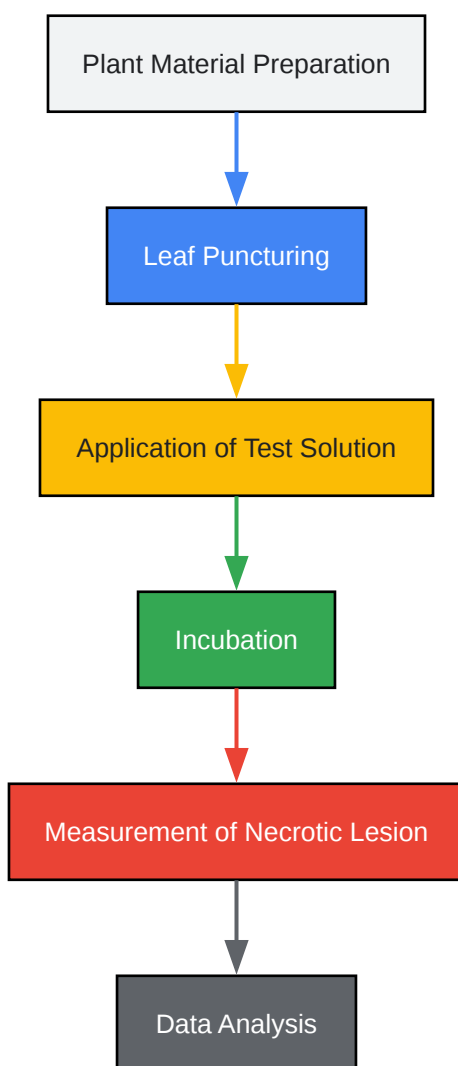 Plant Material Preparation
Leaf Puncturing
Application of Test Solution
Incubation
Measurement of Necrotic Lesion
Data Analysis